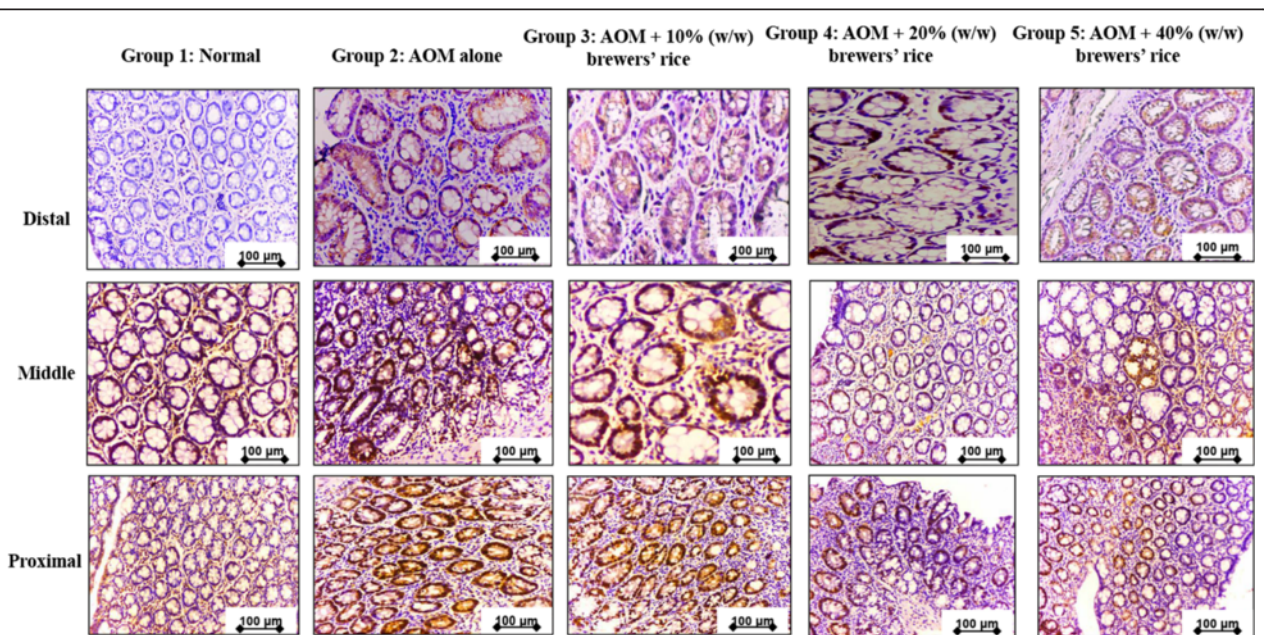 Group 1: Normal
Group 2: AOM alone
Group 3: AOM + 10% (w/w)
brewers' rice
Group 4: AOM + 20% (w/w)
brewers' rice
Group 5: AOM + 40% (w/w)
brewers' rice
Distal
100 µm
100 µm
100 µm
100 µm
100 µm
Middle
100 µm
100 µm
100 µm
100 µm
100 µm
Proximal
100 µm
100 µm
100 µm
100 µm
100 µm